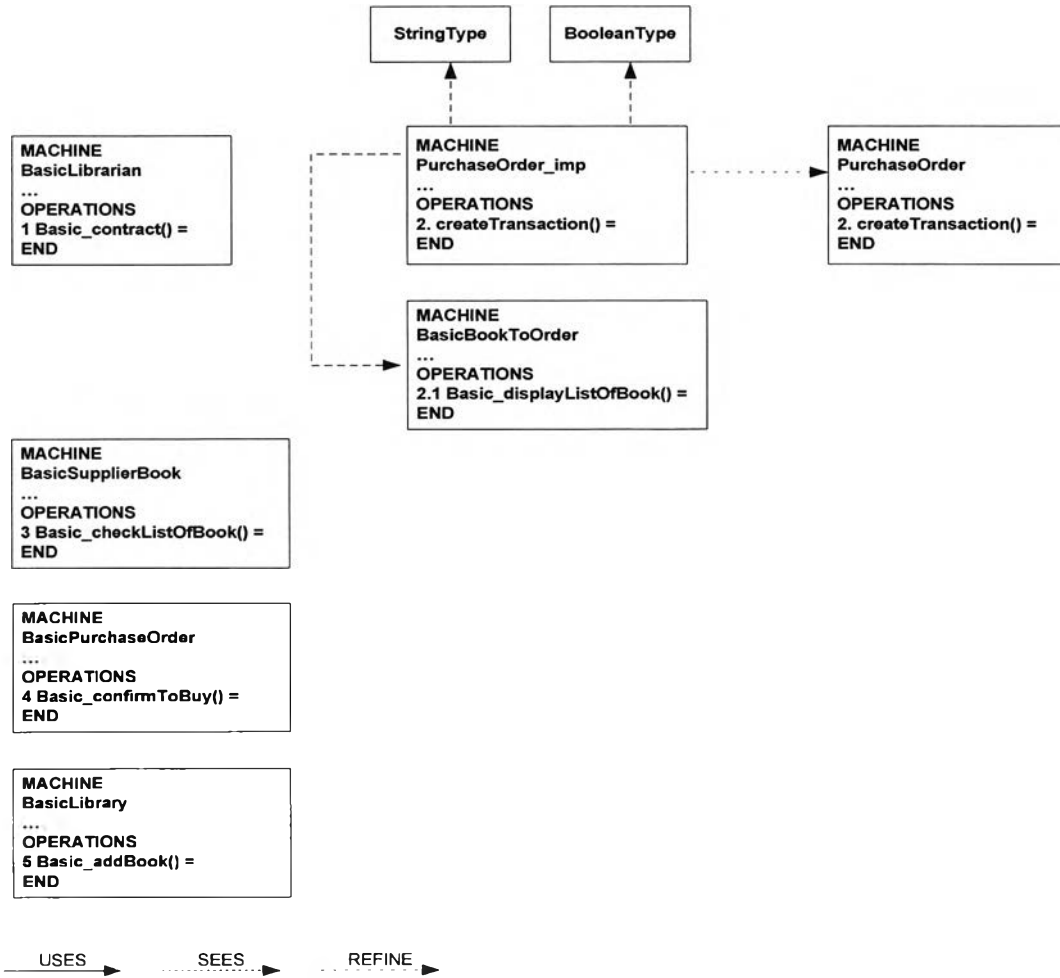 StringType
BooleanType
MACHINE
BasicLibrarian
...
OPERATIONS
1 Basic_contract() =
END
MACHINE
PurchaseOrder_imp
...
OPERATIONS
2. createTransaction() =
END
MACHINE
PurchaseOrder
...
OPERATIONS
2. createTransaction() =
END
MACHINE
BasicBookToOrder
...
OPERATIONS
2.1 Basic_displayListOfBook() =
END
MACHINE
BasicSupplierBook
...
OPERATIONS
3 Basic_checkListOfBook() =
END
MACHINE
BasicPurchaseOrder
...
OPERATIONS
4 Basic_confirmToBuy() =
END
MACHINE
BasicLibrary
...
OPERATIONS
5 Basic_addBook() =
END
USES
SEES
REFINE